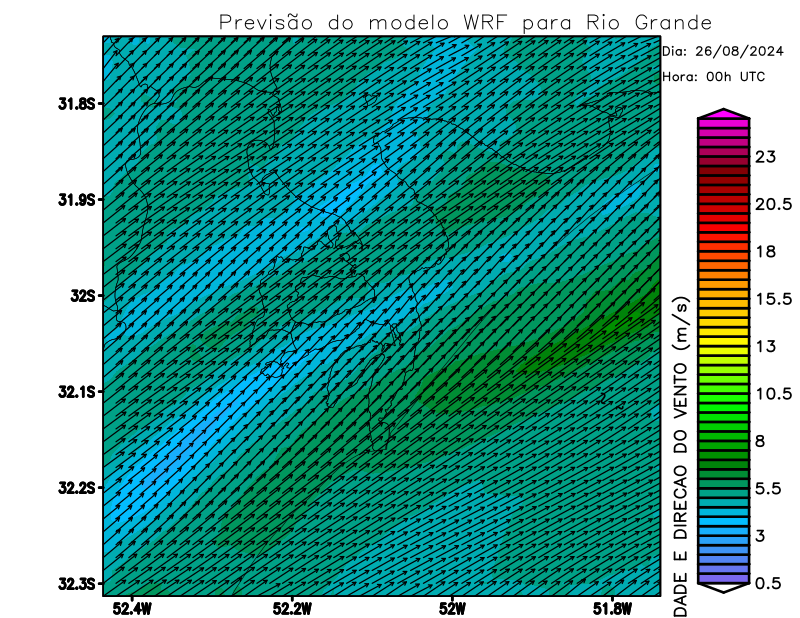 Previsão do modelo WRF para Rio Grande
Dia: 26/08/2024
Hora: 00h UTC
31.8S
31.9S
32S
32.1S
32.2S
32.3S
52.4W
52.2W
52W
51.8W
DADE E DIRECAO DO VENTO (m/s)
23
20.5
18
15.5
13
10.5
8
5.5
3
0.5